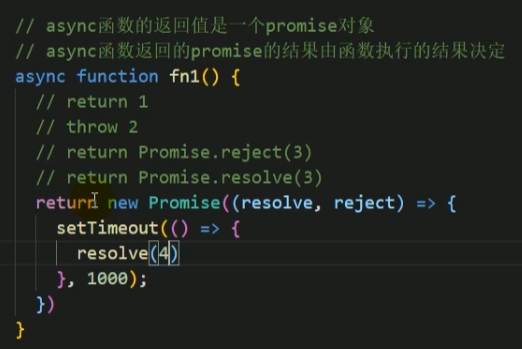 // async函数的返回值是一个promise对象
// async函数返回的promise的结果由函数执行的结果决定
async function fn1() {
  // return 1
  // throw 2
  // return Promise.reject(3)
  // return Promise.resolve(3)
  return new Promise((resolve, reject) => {
    setTimeout(() => {
      resolve(4)
    }, 1000);
  })
}